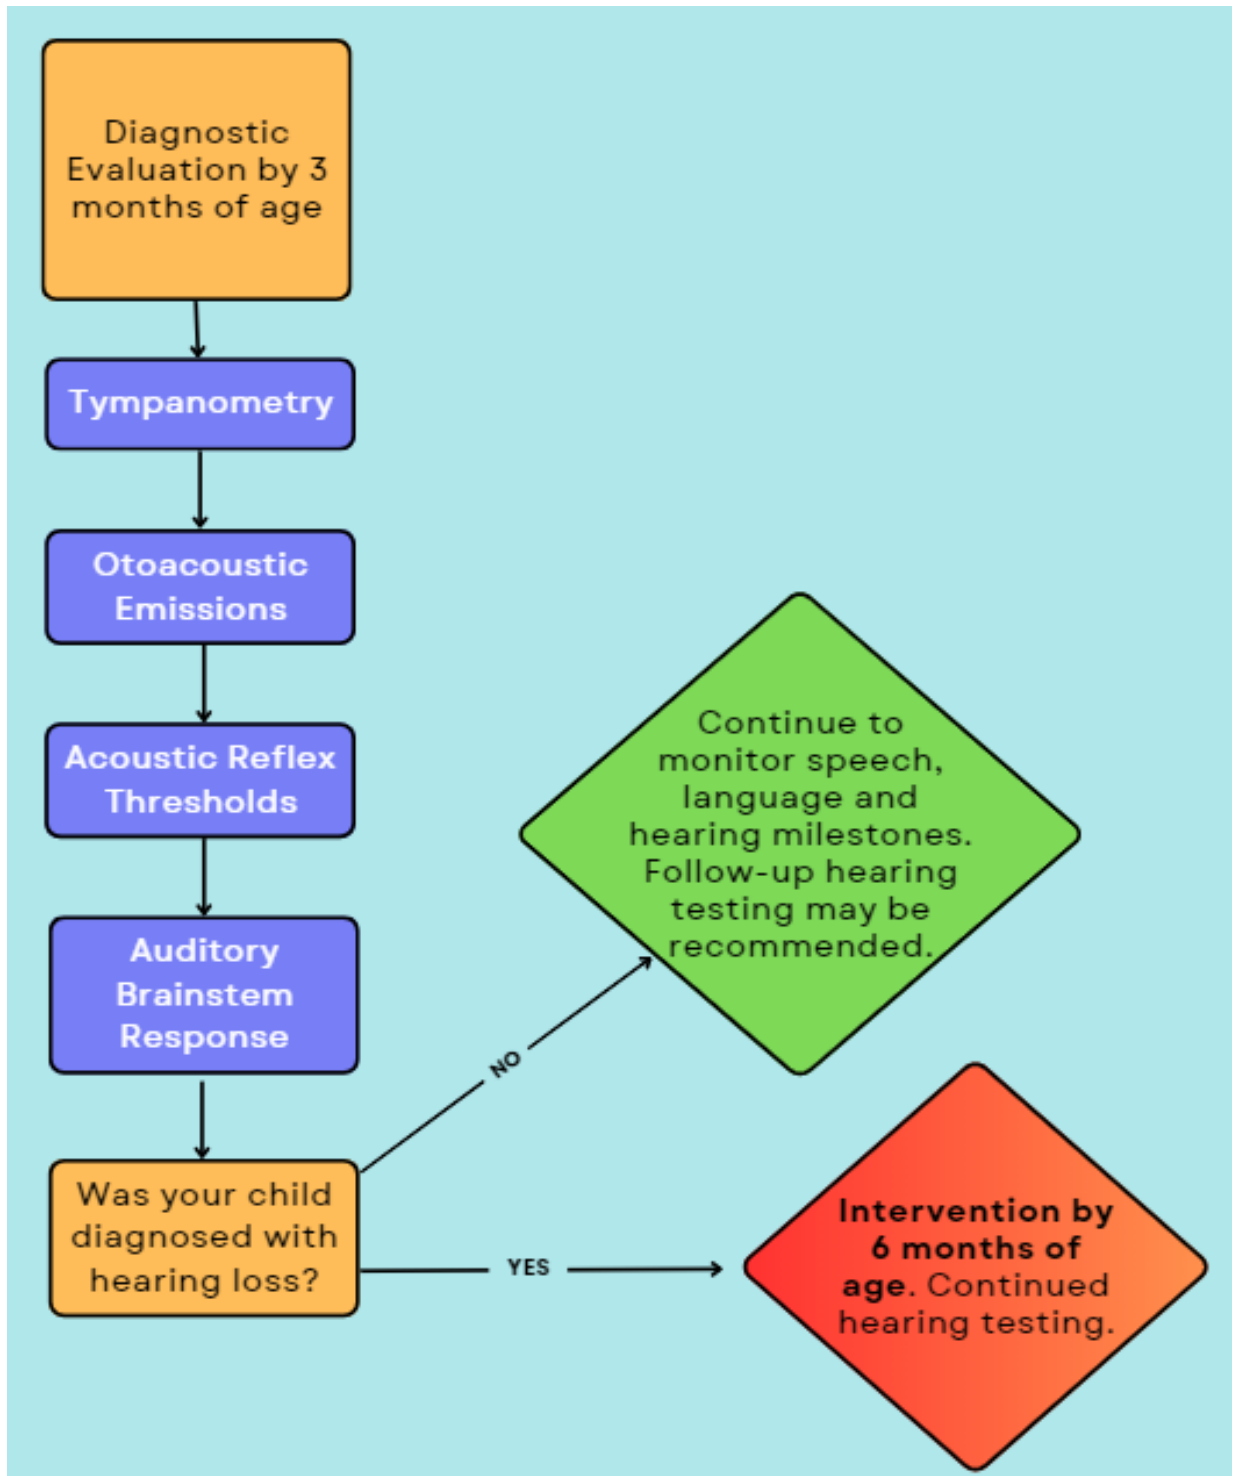 Diagnostic
Evaluation by 3
months of age
Tympanometry
Otoacoustic
Emissions
Acoustic Reflex
Thresholds
Auditory
Brainstem
Response
Was your child
diagnosed with
hearing loss?
NO
Continue to
monitor speech,
language and
hearing milestones.
Follow-up hearing
testing may be
recommended.
YES
Intervention by
6 months of
age. Continued
hearing testing.